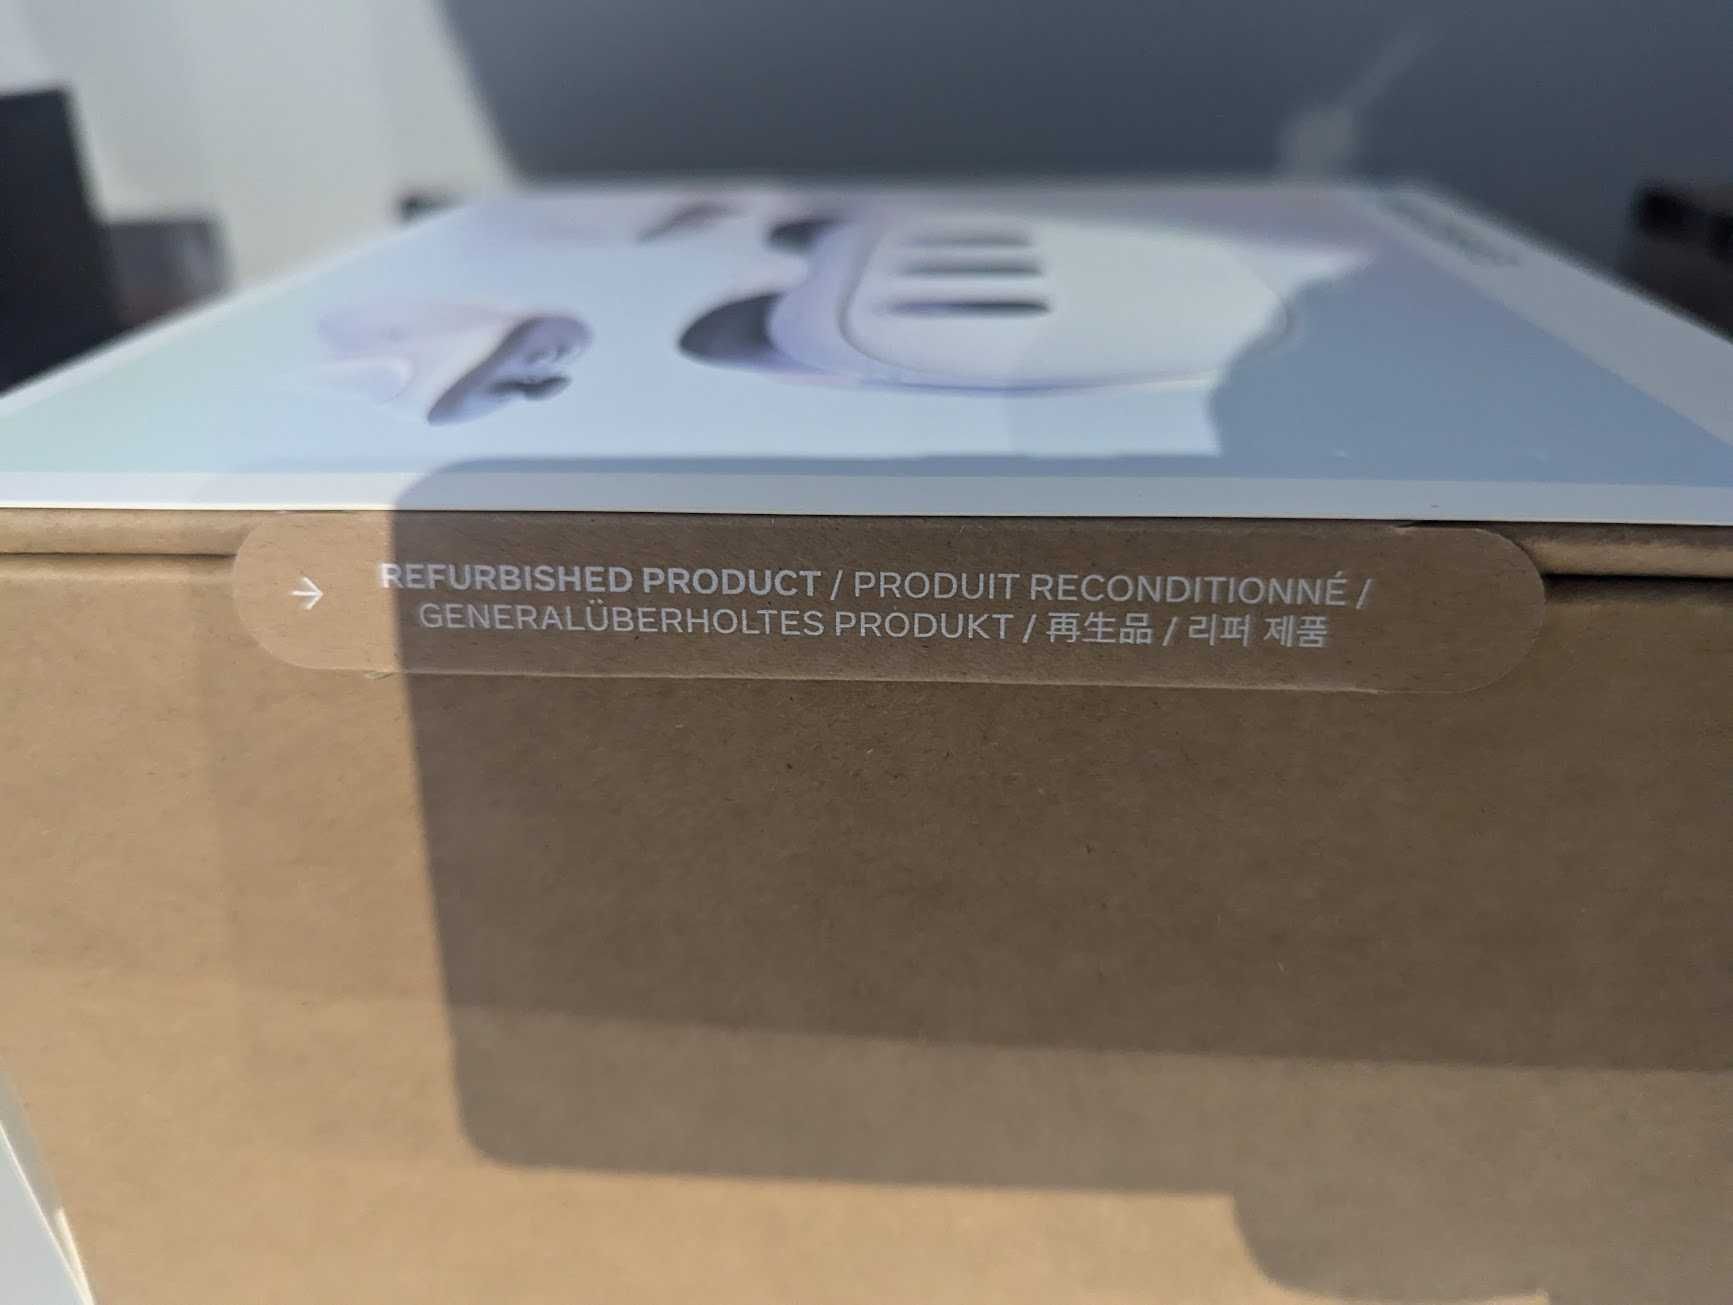 → REFURBISHED PRODUCT / PRODUIT RECONDITIONNÉ /
GENERALÜBERHOLTES PRODUKT / 再生品 / 리퍼 제품